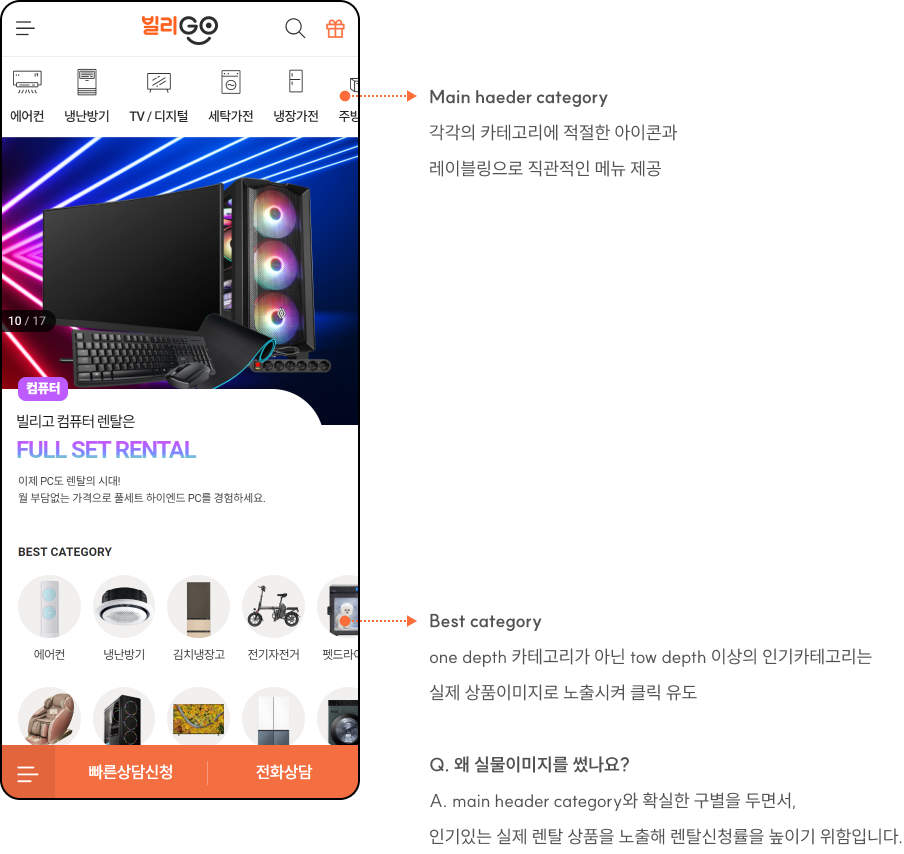 빌리GO
에어컨 냉난방기 TV / 디지털 세탁가전 냉장가전 주방
Main haeder category
각각의 카테고리에 적절한 아이콘과
레이블링으로 직관적인 메뉴 제공
10 / 17
컴퓨터
빌리고 컴퓨터 렌탈은
FULL SET RENTAL
이제 PC도 렌탈의 시대!
월 부담없는 가격으로 풀세트 하이엔드 PC를 경험하세요.
BEST CATEGORY
에어컨 냉난방기 김치냉장고 전기자전거 펫드라이
Best category
one depth 카테고리가 아닌 tow depth 이상의 인기카테고리는
실제 상품이미지로 노출시켜 클릭 유도
빠른상담신청 전화상담
Q. 왜 실물이미지를 썼나요?
A. main header category와 확실한 구별을 두면서,
인기있는 실제 렌탈 상품을 노출해 렌탈신청률을 높이기 위함입니다.